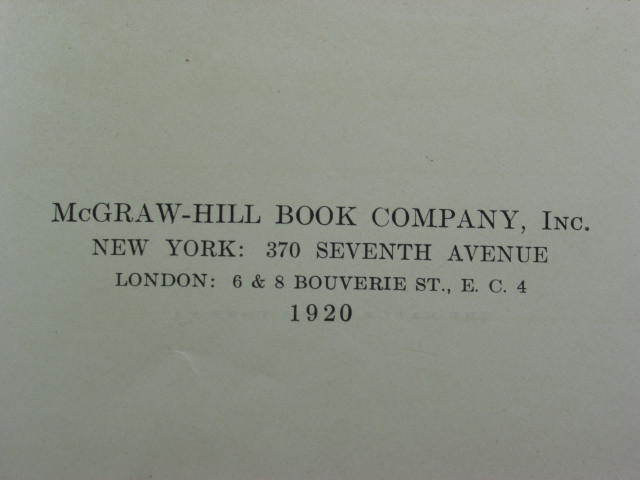 McGRAW-HILL BOOK COMPANY, Inc.
NEW YORK: 370 SEVENTH AVENUE
LONDON: 6 & 8 BOUVERIE ST., E. C. 4
1920